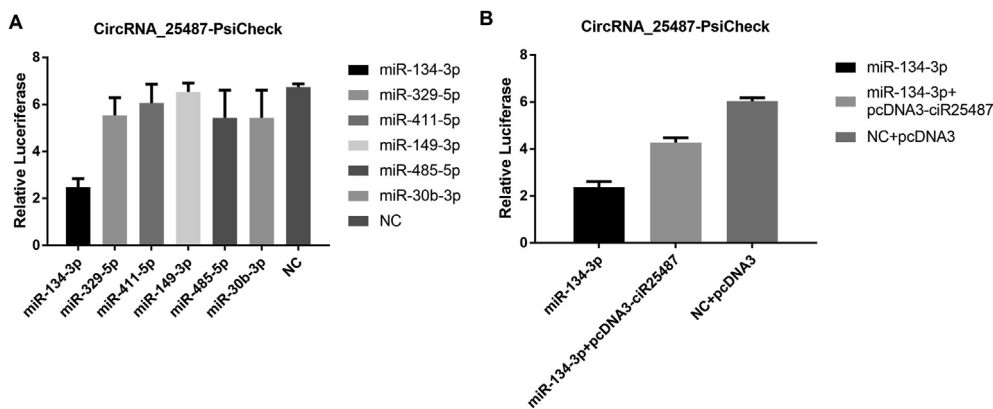 A
CircRNA_25487-PsiCheck
Relative Luceriferase
8
6
4
2
0
miR-134-3p
miR-329-5p
miR-411-5p
miR-149-3p
miR-485-5p
miR-30b-3p
NC
miR-134-3p
miR-329-5p
miR-411-5p
miR-149-3p
miR-485-5p
miR-30b-3p
NC
B
CircRNA_25487-PsiCheck
Relative Luciferase
8
6
4
2
0
miR-134-3p
miR-134-3p+pcDNA3-ciR25487
NC+pcDNA3
miR-134-3p
miR-134-3p+
pcDNA3-ciR25487
NC+pcDNA3